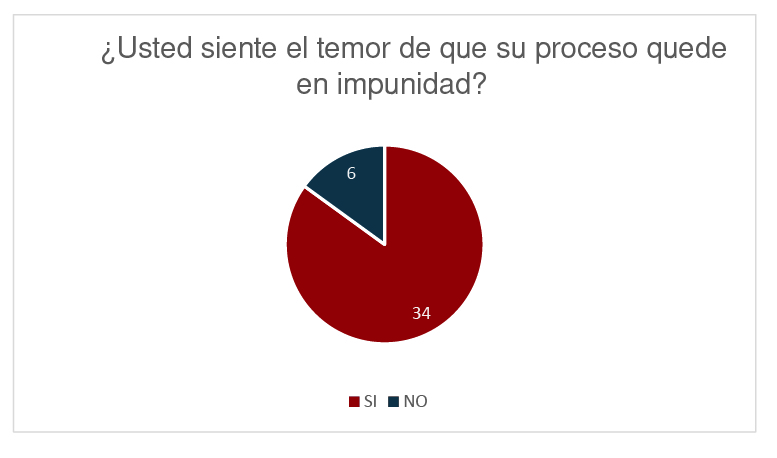 ¿Usted siente el temor de que su proceso quede
en impunidad?
6
34
SI NO